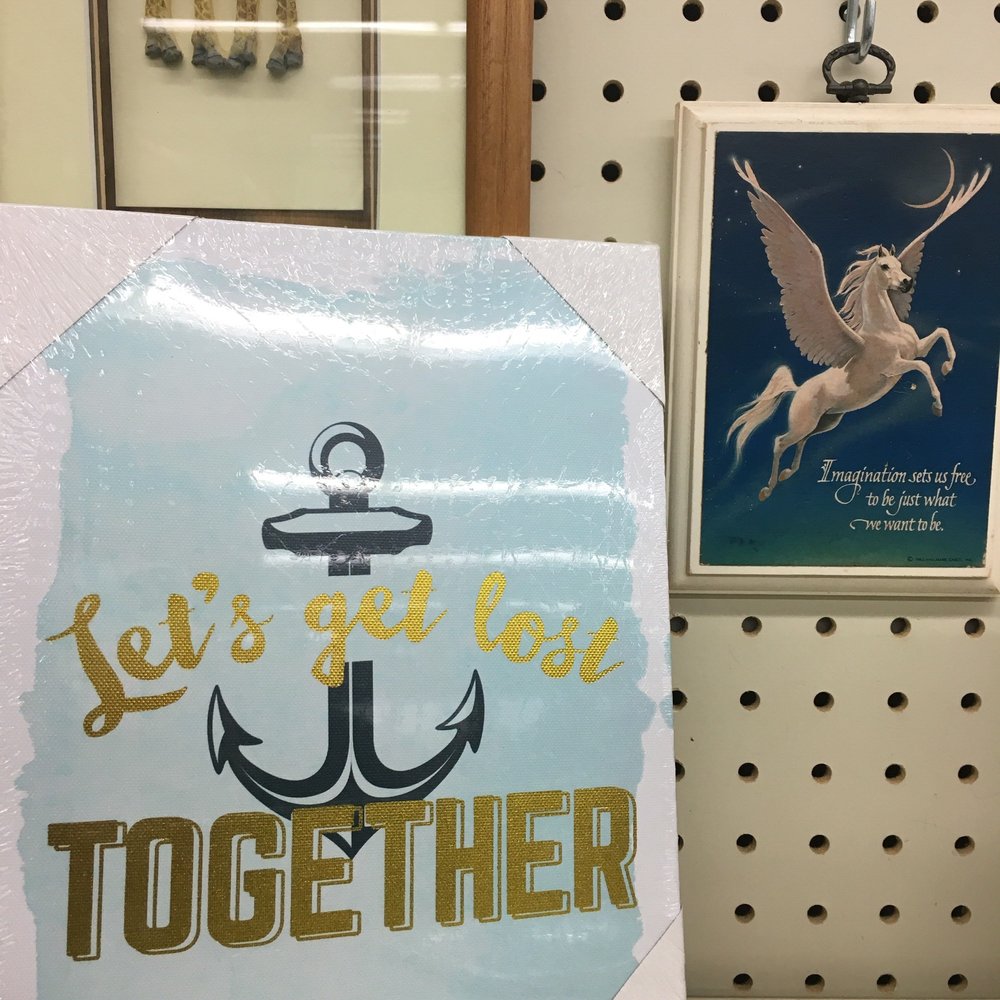 Let's get lost
TOGETHER
Imagination sets us free
to be just what
we want to be.